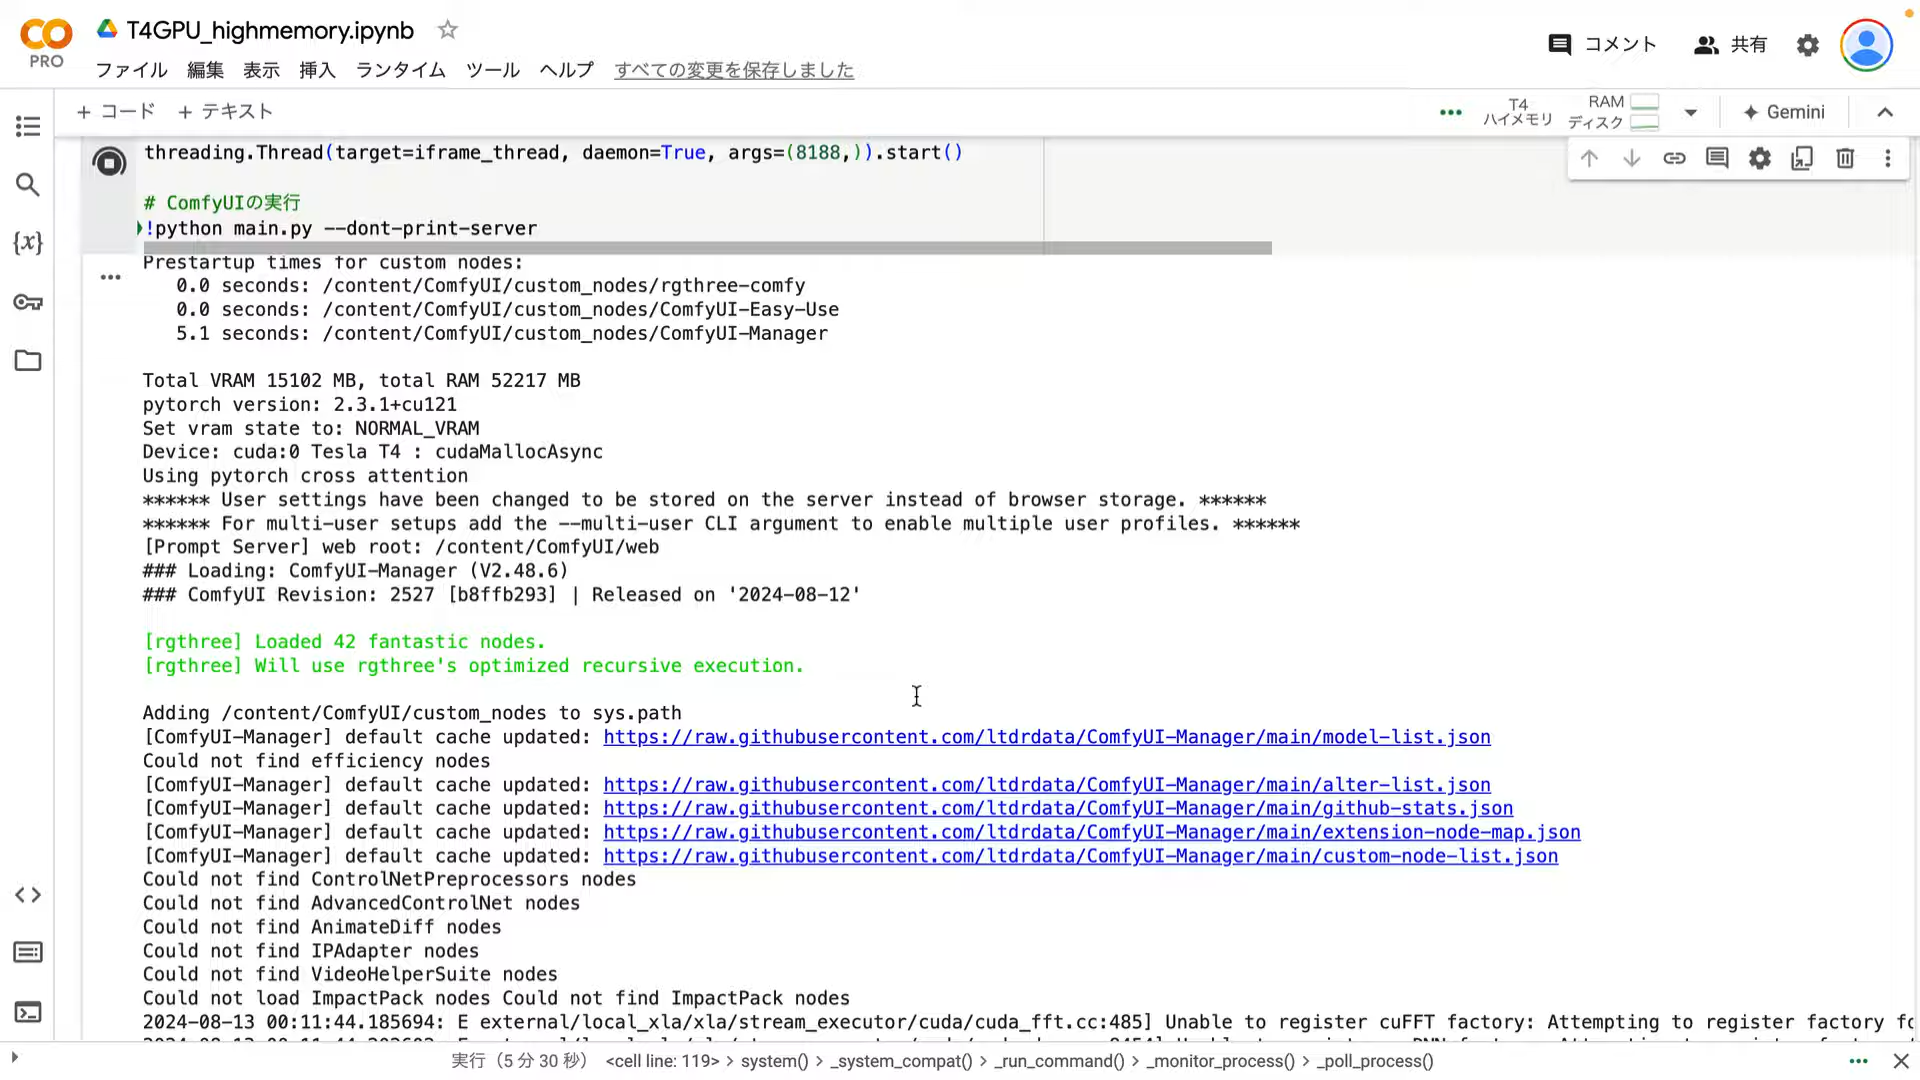 CO
PRO
T4GPU_highmemory.ipynb
コメント
共有
ファイル 編集 表示 挿入 ランタイム ツール ヘルプ すべての変更を保存しました
+ コード + テキスト
T4
ハイメモリ
RAM
ディスク
Gemini
threading.Thread(target=iframe_thread, daemon=True, args=(8188,)).start()
# ComfyUIの実行
!python main.py --dont-print-server
Prestartup times for custom nodes:
0.0 seconds: /content/ComfyUI/custom_nodes/rgthree-comfy
0.0 seconds: /content/ComfyUI/custom_nodes/ComfyUI-Easy-Use
5.1 seconds: /content/ComfyUI/custom_nodes/ComfyUI-Manager
Total VRAM 15102 MB, total RAM 52217 MB
pytorch version: 2.3.1+cu121
Set vram state to: NORMAL_VRAM
Device: cuda:0 Tesla T4 : cudaMallocAsync
Using pytorch cross attention
****** User settings have been changed to be stored on the server instead of browser storage. ******
****** For multi-user setups add the --multi-user CLI argument to enable multiple user profiles. ******
[Prompt Server] web root: /content/ComfyUI/web
### Loading: ComfyUI-Manager (V2.48.6)
### ComfyUI Revision: 2527 [b8ffb293] | Released on '2024-08-12'
[rgthree] Loaded 42 fantastic nodes.
[rgthree] Will use rgthree's optimized recursive execution.
Adding /content/ComfyUI/custom_nodes to sys.path
[ComfyUI-Manager] default cache updated: https://raw.githubusercontent.com/ltdrdata/ComfyUI-Manager/main/model-list.json
Could not find efficiency nodes
[ComfyUI-Manager] default cache updated: https://raw.githubusercontent.com/ltdrdata/ComfyUI-Manager/main/alter-list.json
[ComfyUI-Manager] default cache updated: https://raw.githubusercontent.com/ltdrdata/ComfyUI-Manager/main/github-stats.json
[ComfyUI-Manager] default cache updated: https://raw.githubusercontent.com/ltdrdata/ComfyUI-Manager/main/extension-node-map.json
[ComfyUI-Manager] default cache updated: https://raw.githubusercontent.com/ltdrdata/ComfyUI-Manager/main/custom-node-list.json
Could not find ControlNetPreprocessors nodes
Could not find AdvancedControlNet nodes
Could not find AnimateDiff nodes
Could not find IPAdapter nodes
Could not find VideoHelperSuite nodes
Could not load ImpactPack nodes Could not find ImpactPack nodes
2024-08-13 00:11:44.185694: E external/local_xla/xla/stream_executor/cuda/cuda_fft.cc:485] Unable to register cuFFT factory: Attempting to register factory fo
実行（5 分 30 秒） <cell line: 119> > system() > _system_compat() > _run_command() > _monitor_process() > _poll_process()